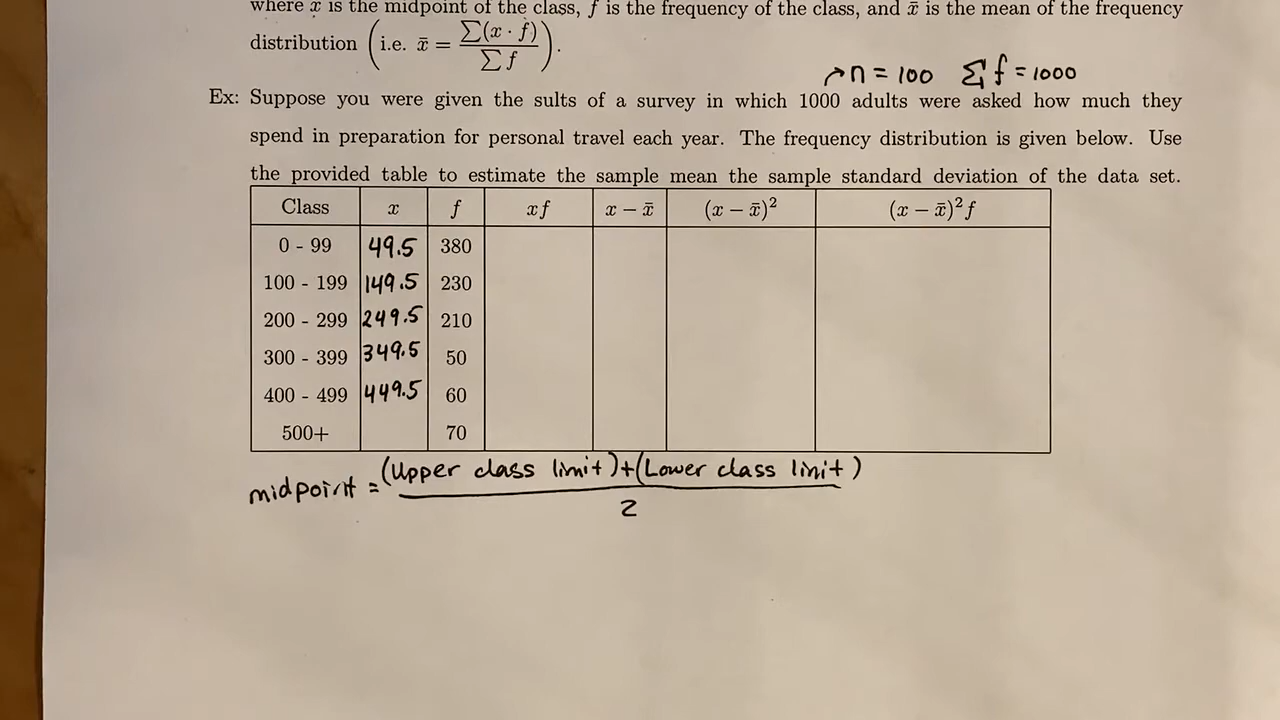 where x is the midpoint of the class, f is the frequency of the class, and x̄ is the mean of the frequency
distribution (i.e. x̄ = ∑(x · f) / ∑ f).
↗n = 100 ∑f = 1000
Ex: Suppose you were given the sults of a survey in which 1000 adults were asked how much they
spend in preparation for personal travel each year. The frequency distribution is given below. Use
the provided table to estimate the sample mean the sample standard deviation of the data set.
Class x f xf x − x̄ (x − x̄)² (x − x̄)²f
0 - 99 49.5 380
100 - 199 149.5 230
200 - 299 249.5 210
300 - 399 349.5 50
400 - 499 449.5 60
500+ 70
midpoint = (Upper class limit)+(Lower class limit) / 2